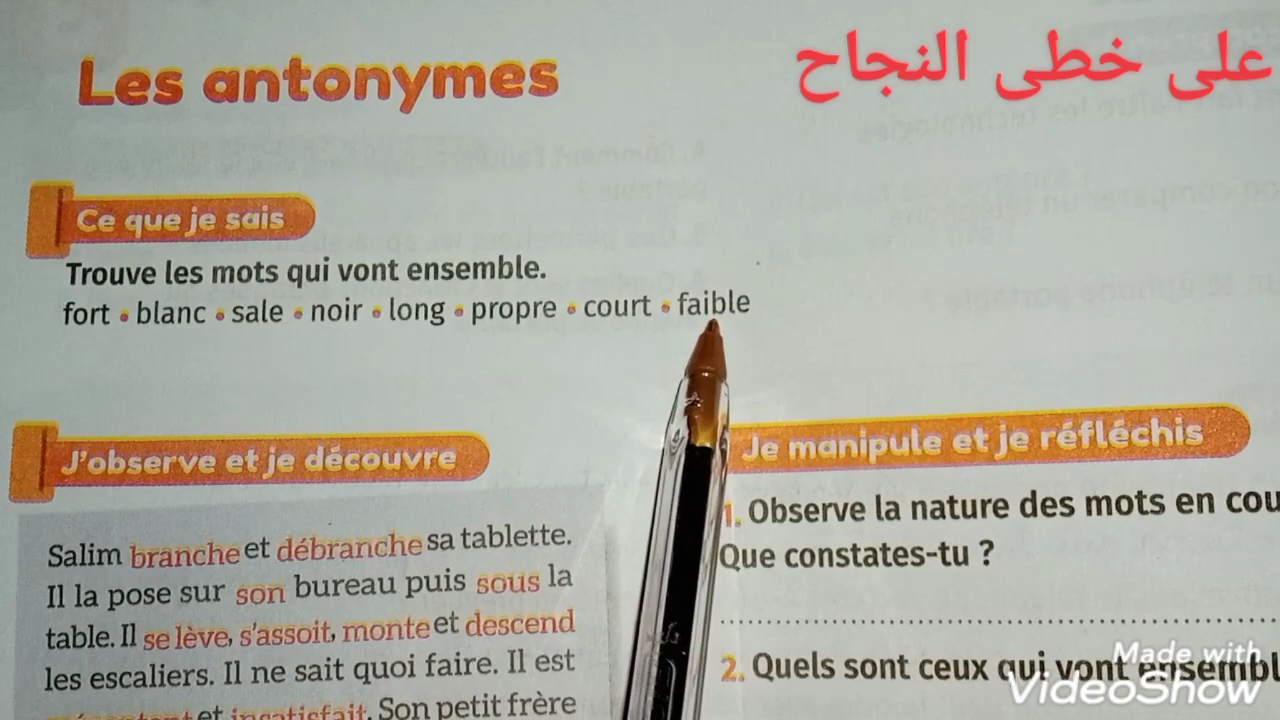 على خطى النجاح
Les antonymes
Ce que je sais
Trouve les mots qui vont ensemble.
fort • blanc • sale • noir • long • propre • court • faible
J'observe et je découvre
Salim branche et débranche sa tablette.
Il la pose sur son bureau puis sous la
table. Il se lève, s'assoit, monte et descend
les escaliers. Il ne sait quoi faire. Il est
et insatisfait. Son petit frère
Je manipule et je réfléchis
1. Observe la nature des mots en cou
Que constates-tu ?
2. Quels sont ceux qui vont ensembl
Made with
VideoShow